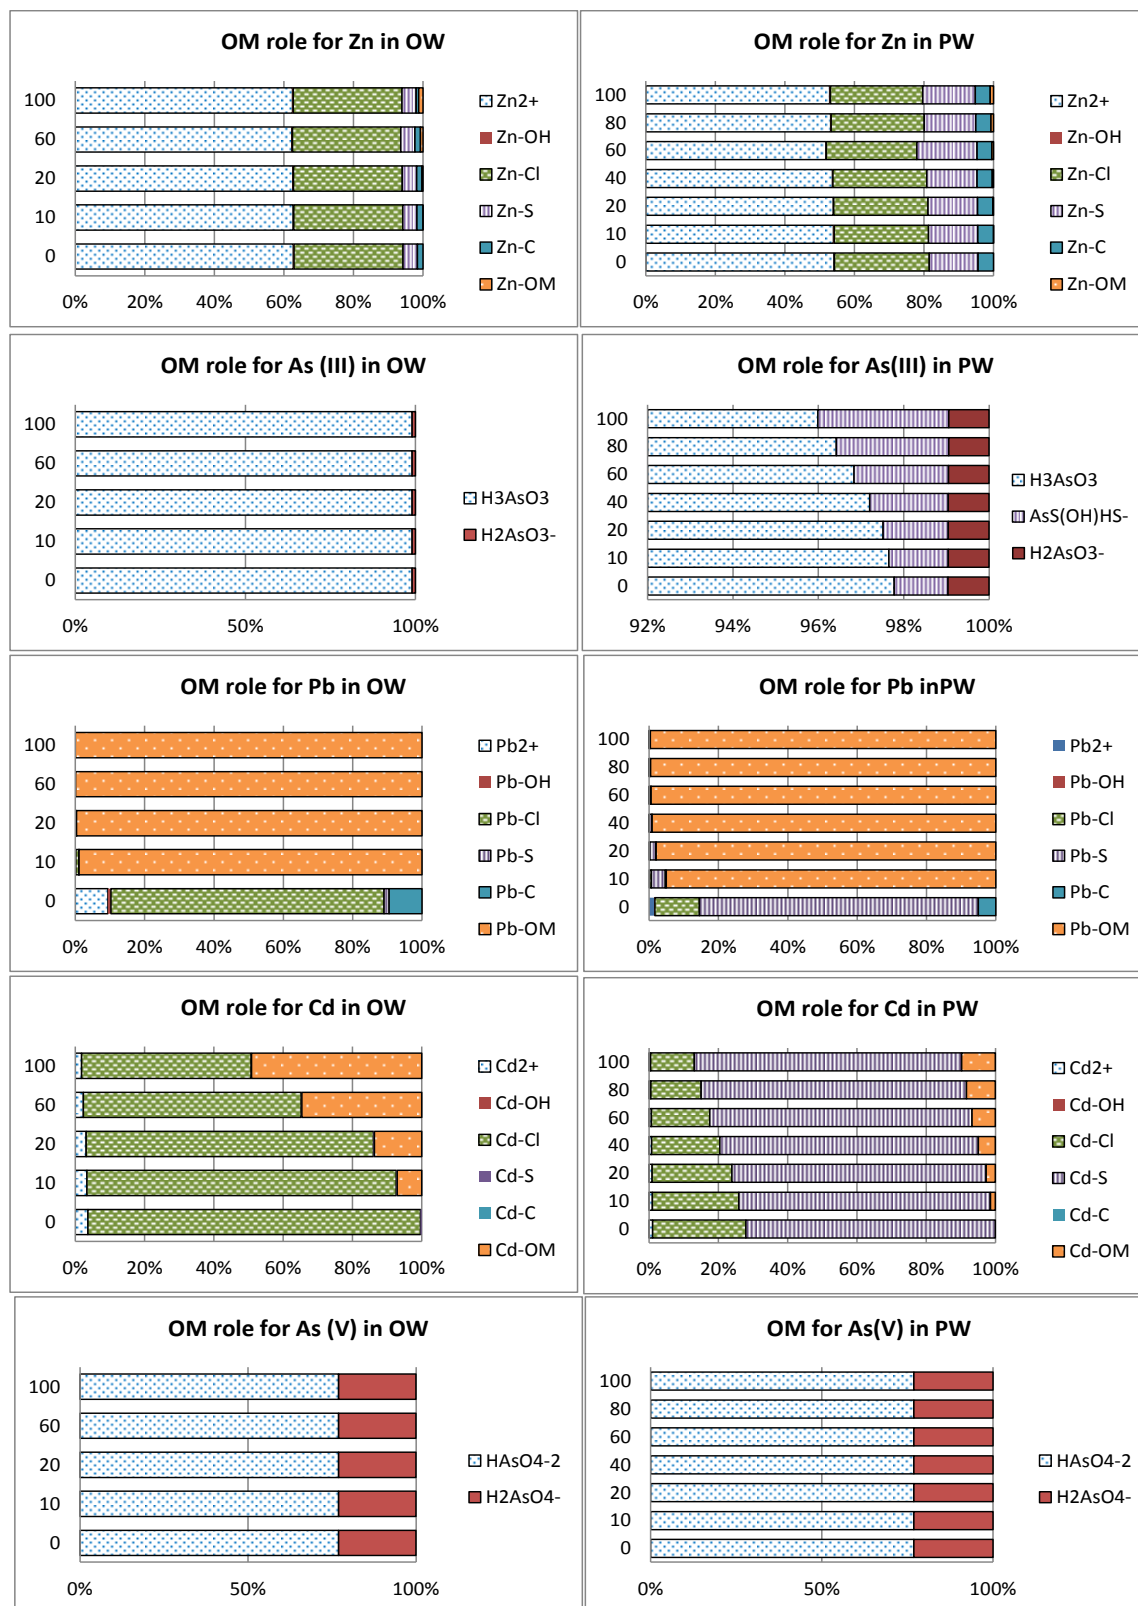 OM role for Zn in OW
100
60
20
10
0
0% 20% 40% 60% 80% 100%
Zn2+
Zn-OH
Zn-Cl
Zn-S
Zn-C
Zn-OM
OM role for Zn in PW
100
80
60
40
20
10
0
0% 20% 40% 60% 80% 100%
Zn2+
Zn-OH
Zn-Cl
Zn-S
Zn-C
Zn-OM
OM role for As (III) in OW
100
60
20
10
0
0% 50% 100%
H3AsO3
H2AsO3-
OM role for As(III) in PW
100
80
60
40
20
10
0
92% 94% 96% 98% 100%
H3AsO3
AsS(OH)HS-
H2AsO3-
OM role for Pb in OW
100
60
20
10
0
0% 20% 40% 60% 80% 100%
Pb2+
Pb-OH
Pb-Cl
Pb-S
Pb-C
Pb-OM
OM role for Pb inPW
100
80
60
40
20
10
0
0% 20% 40% 60% 80% 100%
Pb2+
Pb-OH
Pb-Cl
Pb-S
Pb-C
Pb-OM
OM role for Cd in OW
100
60
20
10
0
0% 20% 40% 60% 80% 100%
Cd2+
Cd-OH
Cd-Cl
Cd-S
Cd-C
Cd-OM
OM role for Cd in PW
100
80
60
40
20
10
0
0% 20% 40% 60% 80% 100%
Cd2+
Cd-OH
Cd-Cl
Cd-S
Cd-C
Cd-OM
OM role for As (V) in OW
100
60
20
10
0
0% 50% 100%
HAsO4-2
H2AsO4-
OM for As(V) in PW
100
80
60
40
20
10
0
0% 50% 100%
HAsO4-2
H2AsO4-